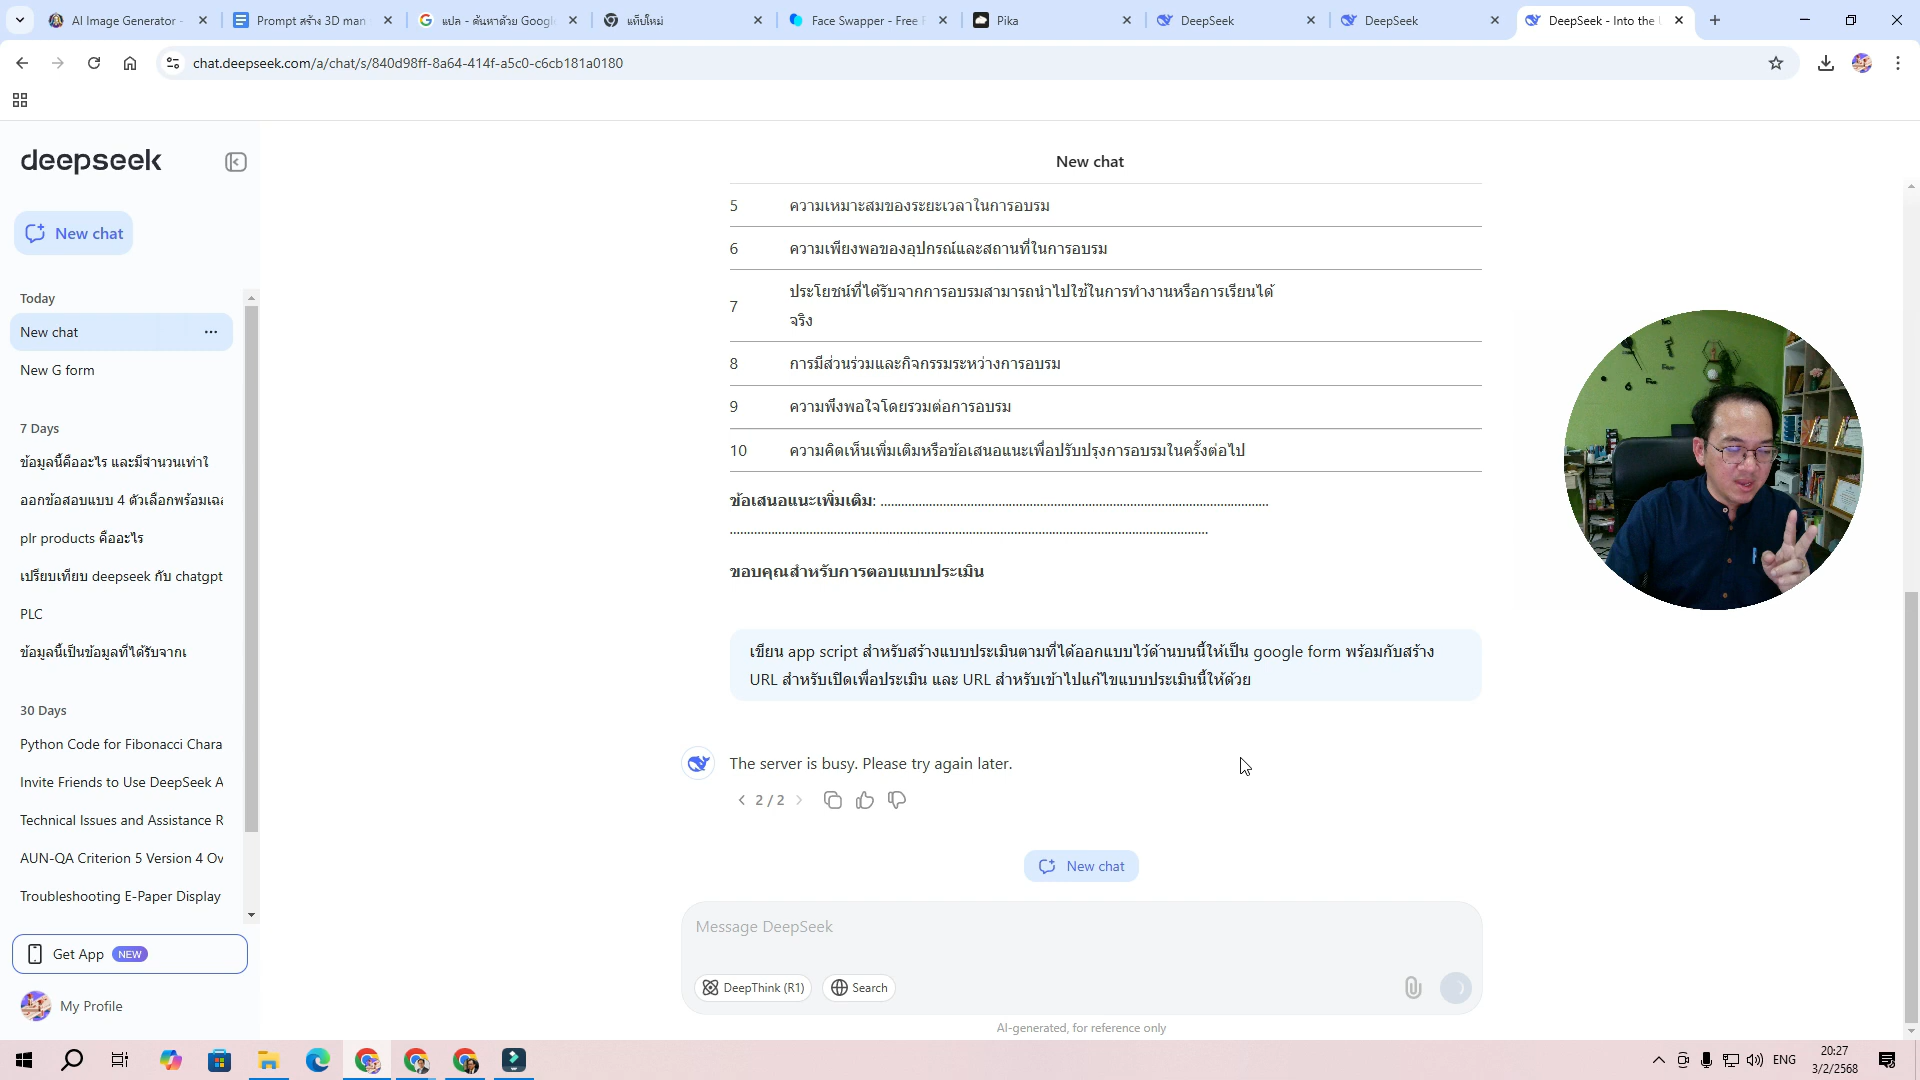 AI Image Generator -
Prompt สร้าง 3D man
แปล - ค้นหาด้วย Googl
แท็บใหม่
Face Swapper - Free F
Pika
DeepSeek
DeepSeek
DeepSeek - Into the U
chat.deepseek.com/a/chat/s/840d98ff-8a64-414f-a5c0-c6cb181a0180
deepseek
New chat
Today
New chat
New G form
7 Days
ข้อมูลนี้คืออะไร และมีจำนวนเท่าใ
ออกข้อสอบแบบ 4 ตัวเลือกพร้อมเฉล
plr products คืออะไร
เปรียบเทียบ deepseek กับ chatgpt
PLC
ข้อมูลนี้เป็นข้อมูลที่ได้รับจากเ
30 Days
Python Code for Fibonacci Chara
Invite Friends to Use DeepSeek A
Technical Issues and Assistance R
AUN-QA Criterion 5 Version 4 Ov
Troubleshooting E-Paper Display
Get App NEW
My Profile
New chat
5 ความเหมาะสมของระยะเวลาในการอบรม
6 ความเพียงพอของอุปกรณ์และสถานที่ในการอบรม
7 ประโยชน์ที่ได้รับจากการอบรมสามารถนำไปใช้ในการทำงานหรือการเรียนได้
จริง
8 การมีส่วนร่วมและกิจกรรมระหว่างการอบรม
9 ความพึงพอใจโดยรวมต่อการอบรม
10 ความคิดเห็นเพิ่มเติมหรือข้อเสนอแนะเพื่อปรับปรุงการอบรมในครั้งต่อไป
ข้อเสนอแนะเพิ่มเติม: ..........................................................................................................
..........................................................................................................................................
ขอบคุณสำหรับการตอบแบบประเมิน
เขียน app script สำหรับสร้างแบบประเมินตามที่ได้ออกแบบไว้ด้านบนนี้ให้เป็น google form พร้อมกับสร้าง
URL สำหรับเปิดเพื่อประเมิน และ URL สำหรับเข้าไปแก้ไขแบบประเมินนี้ให้ด้วย
The server is busy. Please try again later.
2 / 2
New chat
Message DeepSeek
DeepThink (R1)
Search
AI-generated, for reference only
ENG
20:27
3/2/2568